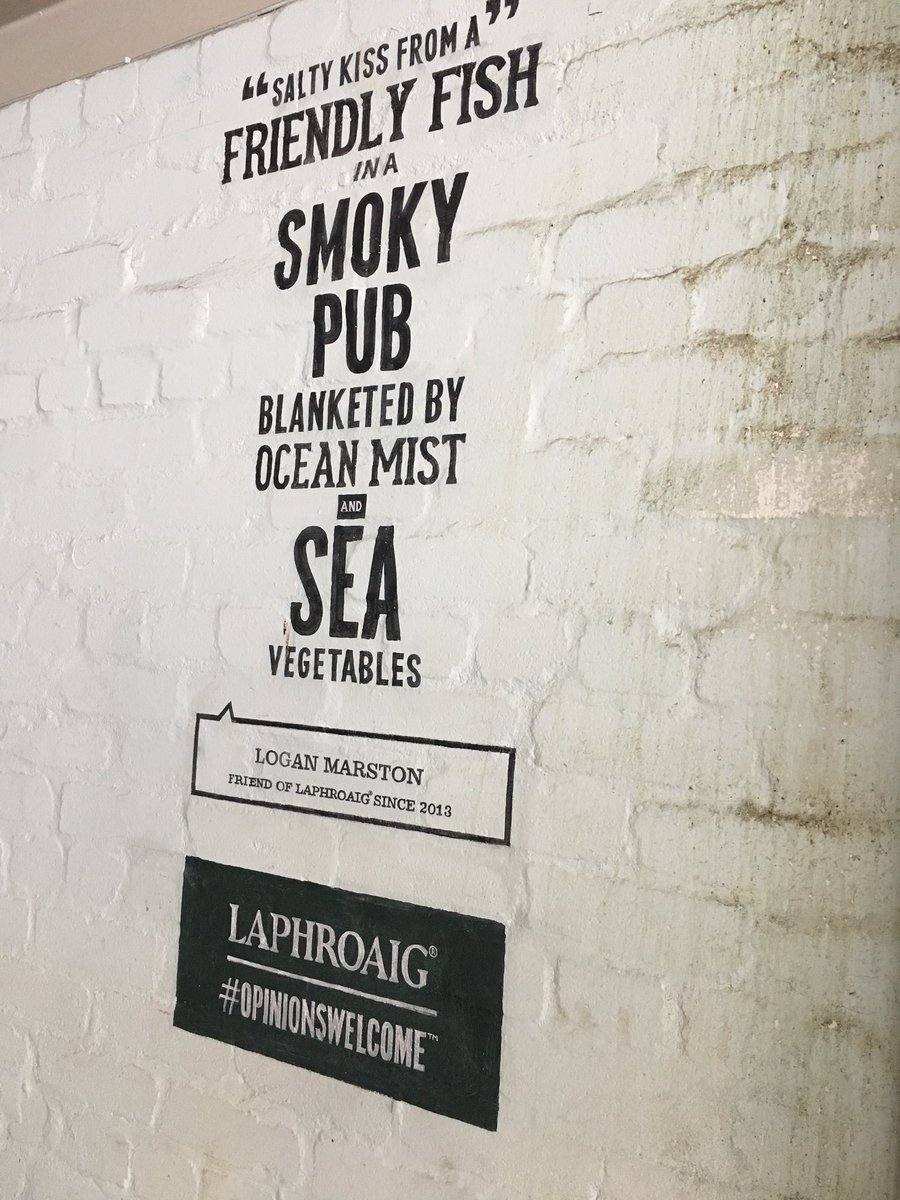 “SALTY KISS FROM A”
FRIENDLY FISH
IN A
SMOKY
PUB
BLANKETED BY
OCEAN MIST
AND
SEA
VEGETABLES
LOGAN MARSTON
FRIEND OF LAPHROAIG® SINCE 2013
LAPHROAIG®
#OPINIONSWELCOME™